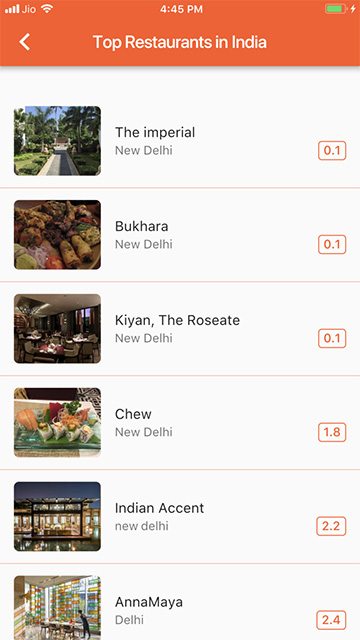 Jio 4:45 PM
Top Restaurants in India
The imperial
New Delhi
0.1
Bukhara
New Delhi
0.1
Kiyan, The Roseate
New Delhi
0.1
Chew
New Delhi
1.8
Indian Accent
new delhi
2.2
AnnaMaya
Delhi
2.4